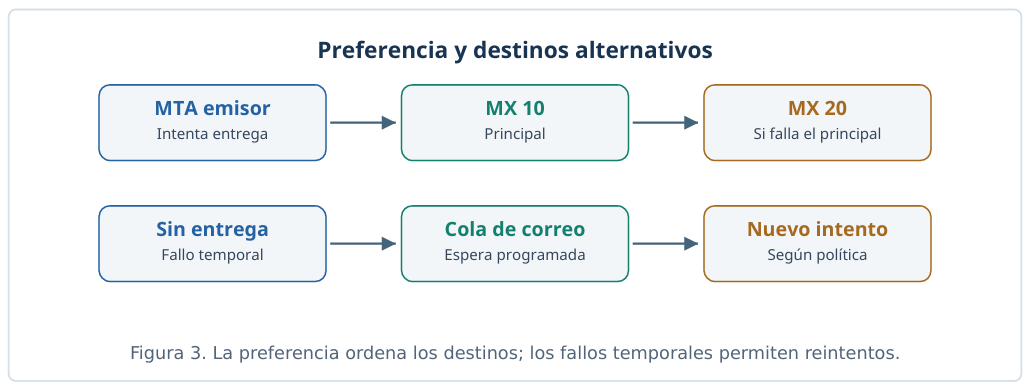 Preferencia y destinos alternativos
MTA emisor
Intenta entrega
MX 10
Principal
MX 20
Si falla el principal
Sin entrega
Fallo temporal
Cola de correo
Espera programada
Nuevo intento
Según política
Figura 3. La preferencia ordena los destinos; los fallos temporales permiten reintentos.